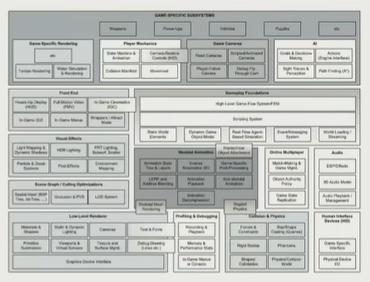 GAME-SPECIFIC SUBSYSTEMS
Weapons
Power-ups
Vehicles
Puzzles
etc
Game-Specific Rendering
etc
Terrain Rendering
Water Simulation
& Rendering
Player Mechanics
State Machine &
Animation
Camera-Relative
Controls (HID)
Collision Manifold
Movement
Game Cameras
Fixed Cameras
Scripted/Animated
Cameras
Player-Follow
Camera
Debug Fly-
Through Cam
AI
Goals & Decision
Making
Actions
(Engine Interface)
Sight Traces &
Perception
Path Finding (A*)
Front End
Heads-Up Display
(HUD)
Full-Motion Video
(FMV)
In-Game Cinematics
(IGC)
In-Game GUI
In-Game Menus
Wrappers / Attract
Mode
Gameplay Foundations
High-Level Game Flow System/FSM
Scripting System
Static World
Elements
Dynamic Game
Object Model
Real-Time Agent-
Based Simulation
Event/Messaging
System
World Loading /
Streaming
Visual Effects
Light Mapping &
Dynamic Shadows
HDR Lighting
PRT Lighting,
Subsurf. Scatter
Particle & Decal
Systems
Post Effects
Environment
Mapping
Scene Graph / Culling Optimizations
Occlusion & PVS
LOD System
Skeletal Animation
Hierarchical
Object Attachment
Animation State
Tree & Layers
Inverse
Kinematics (IK)
Game-Specific
Post-Processing
LERP and
Additive Blending
Animation
Playback
Sub-skeletal
Animation
Animation
Decompression
Skeletal Mesh
Rendering
Ragdoll
Physics
Online Multiplayer
Match-Making &
Game Mgmt.
Object Authority
Policy
Game State
Replication
Audio
DSP/Effects
3D Audio Model
Audio Playback /
Management
Low-Level Renderer
Materials &
Shaders
Static & Dynamic
Lighting
Cameras
Text & Fonts
Primitive
Submission
Viewports &
Virtual Screens
Texture and
Surface Mgmt.
Debug Drawing
(Lines etc.)
Graphics Device Interface
Profiling & Debugging
Recording &
Playback
Memory &
Performance Stats
In-Game Menus
or Console
Collision & Physics
Forces &
Constraints
Ray/Shape
Casting (Queries)
Rigid Bodies
Phantoms
Shapes/
Collidables
Physics/Collision
World
Human Interface
Devices (HID)
Game-Specific
Interface
Physical Device
I/O